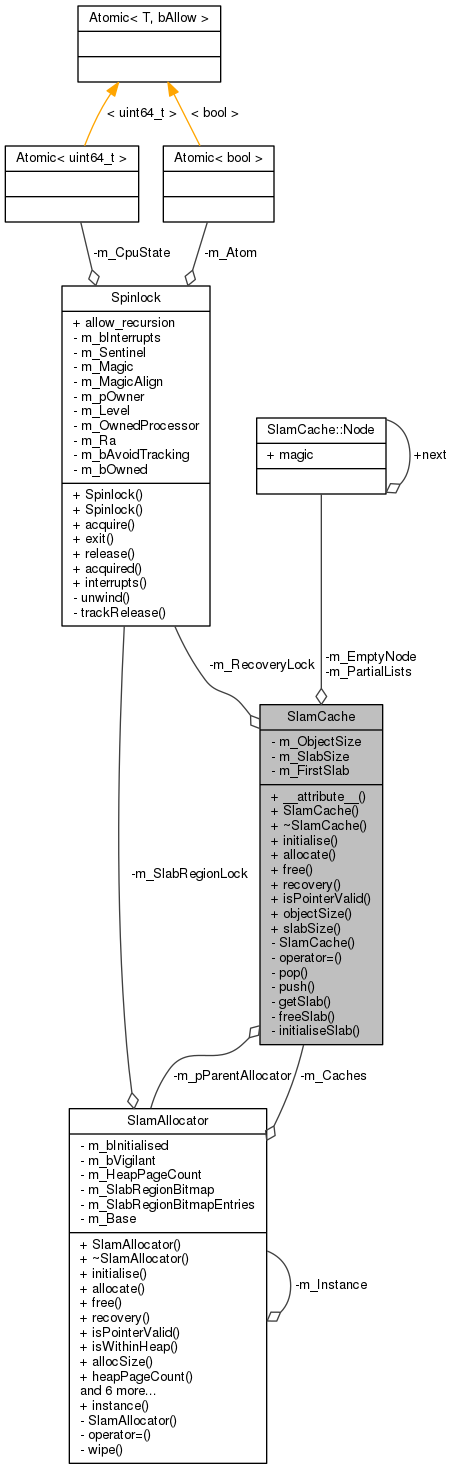 Atomic< T, bAllow >
< uint64_t >
< bool >
Atomic< uint64_t >
Atomic< bool >
-m_CpuState
-m_Atom
Spinlock
+ allow_recursion
- m_bInterrupts
- m_Sentinel
- m_Magic
- m_MagicAlign
- m_pOwner
- m_Level
- m_OwnedProcessor
- m_Ra
- m_bAvoidTracking
- m_bOwned
+ Spinlock()
+ Spinlock()
+ acquire()
+ exit()
+ release()
+ acquired()
+ interrupts()
- unwind()
- trackRelease()
SlamCache::Node
+ magic
+next
-m_RecoveryLock
-m_EmptyNode
-m_PartialLists
SlamCache
- m_ObjectSize
- m_SlabSize
- m_FirstSlab
+ __attribute__()
+ SlamCache()
+ ~SlamCache()
+ initialise()
+ allocate()
+ free()
+ recovery()
+ isPointerValid()
+ objectSize()
+ slabSize()
- SlamCache()
- operator=()
- pop()
- push()
- getSlab()
- freeSlab()
- initialiseSlab()
-m_SlabRegionLock
-m_pParentAllocator
-m_Caches
SlamAllocator
- m_bInitialised
- m_bVigilant
- m_HeapPageCount
- m_SlabRegionBitmap
- m_SlabRegionBitmapEntries
- m_Base
+ SlamAllocator()
+ ~SlamAllocator()
+ initialise()
+ allocate()
+ free()
+ recovery()
+ isPointerValid()
+ isWithinHeap()
+ allocSize()
+ heapPageCount()
and 6 more...
+ instance()
- SlamAllocator()
- operator=()
- wipe()
-m_Instance